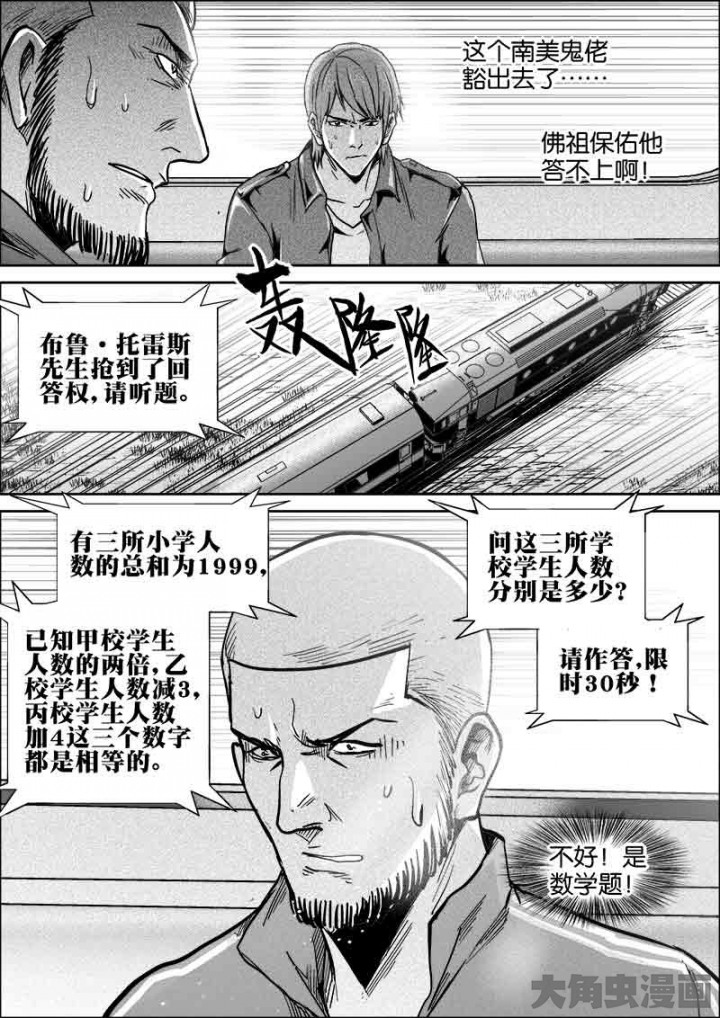 这个南美鬼佬
豁出去了……
佛祖保佑他
答不上啊!
轰隆隆
布鲁·托雷斯
先生抢到了回
答权,请听题。
有三所小学人
数的总和为1999,
已知甲校学生
人数的两倍,乙
校学生人数减3,
丙校学生人数
加4这三个数字
都是相等的。
问这三所学
校学生人数
分别是多少?
请作答,限
时30秒!
不好!是
数学题!
大角虫漫画